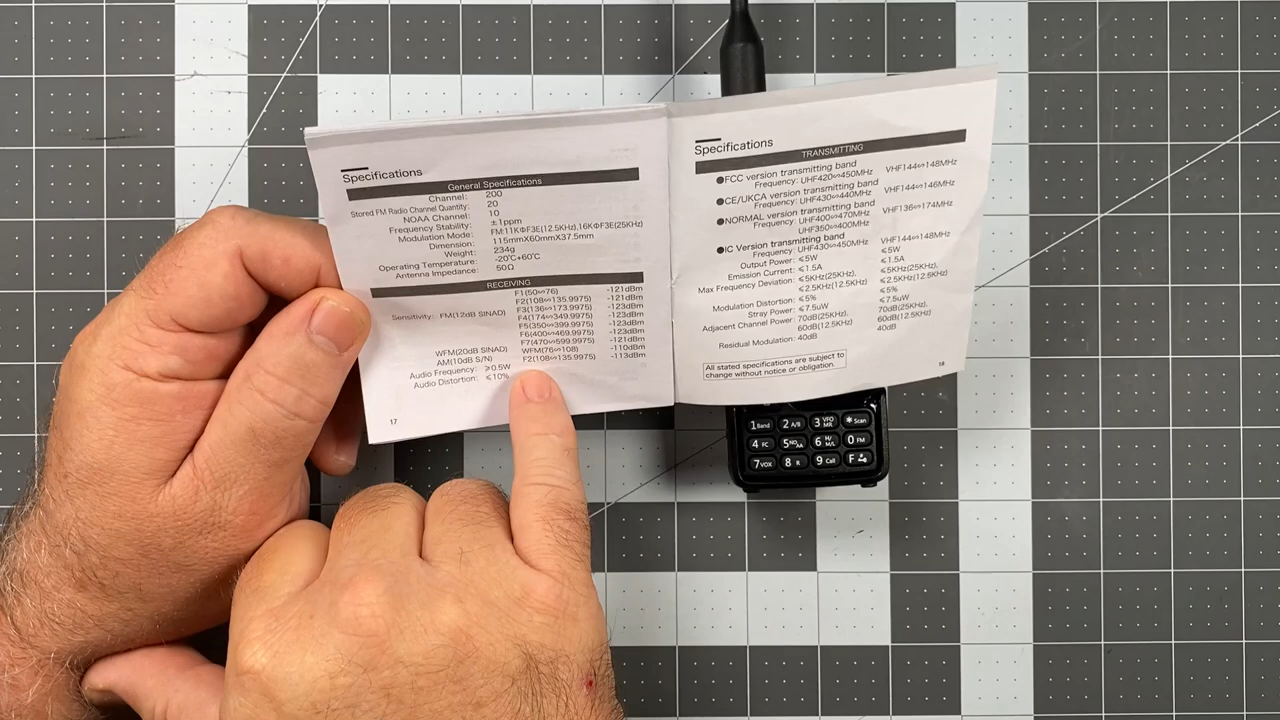 Specifications
General Specifications
Channel: 200
Stored FM Radio Channel Quantity: 20
NOAA Channel: 10
Frequency Stability: ±1ppm
Modulation Mode: FM:11KΦF3E(12.5KHz),16KΦF3E(25KHz)
Dimension: 115mmX60mmX37.5mm
Weight: 234g
Operating Temperature: -20℃+60℃
Antenna Impedance: 50Ω
RECEIVING
Sensitivity: FM(12dB SINAD) F1(50∽76) -121dBm
F2(108∽135.9975) -121dBm
F3(136∽173.9975) -123dBm
F4(174∽349.9975) -123dBm
F5(350∽399.9975) -123dBm
F6(400∽469.9975) -123dBm
F7(470∽599.9975) -121dBm
WFM(20dB SINAD) WFM(76∽108) -110dBm
AM(10dB S/N) F2(108∽135.9975) -113dBm
Audio Frequency: ⩾0.5W
Audio Distortion: ⩽10%
17
Specifications
TRANSMITTING
●FCC version transmitting band
Frequency: UHF420∽450MHz VHF144∽148MHz
●CE/UKCA version transmitting band
Frequency: UHF430∽440MHz VHF144∽146MHz
●NORMAL version transmitting band
Frequency: UHF400∽470MHz VHF136∽174MHz
UHF350∽400MHz
●IC Version transmitting band
Frequency: UHF430∽450MHz VHF144∽148MHz
Output Power: ⩽5W ⩽5W
Emission Current: ⩽1.5A ⩽1.5A
Max Frequency Deviation: ⩽5KHz(25KHz), ⩽5KHz(25KHz),
⩽2.5KHz(12.5KHz) ⩽2.5KHz(12.5KHz)
Modulation Distortion: ⩽5% ⩽5%
Stray Power: ⩽7.5uW ⩽7.5uW
Adjacent Channel Power: 70dB(25KHz), 70dB(25KHz),
60dB(12.5KHz) 60dB(12.5KHz)
Residual Modulation: 40dB 40dB
All stated specifications are subject to
change without notice or obligation.
18
1 Band 2 A/B 3 VFO MR * Scan
4 FC 5 NOAA 6 H/M/L 0 FM
7 VOX 8 R 9 Call F